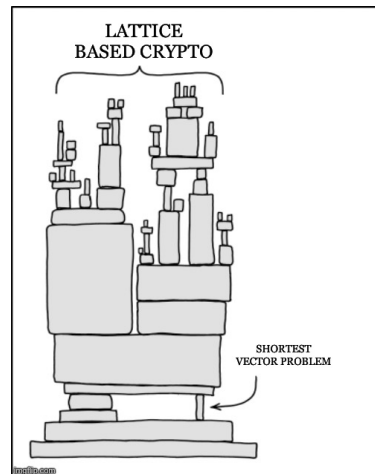 LATTICE
BASED CRYPTO
SHORTEST
VECTOR PROBLEM
imgflip.com